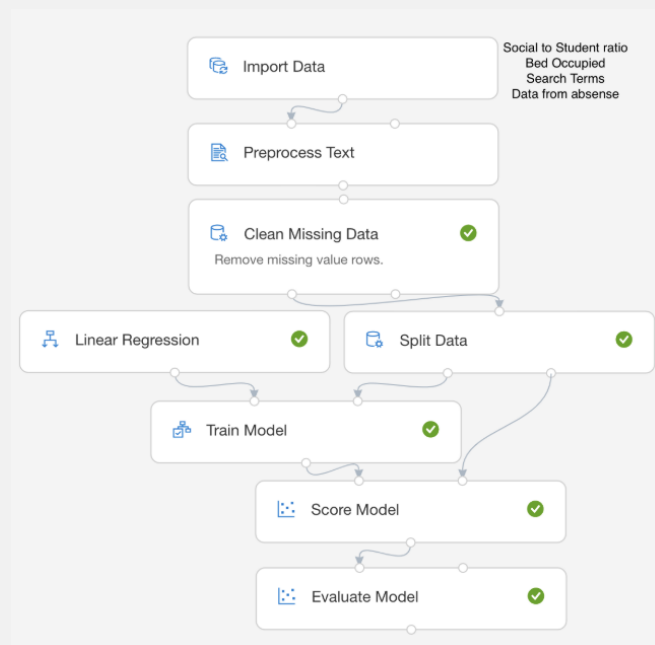 Import Data
Social to Student ratio
Bed Occupied
Search Terms
Data from absense
Preprocess Text
Clean Missing Data
Remove missing value rows.
Linear Regression
Split Data
Train Model
Score Model
Evaluate Model